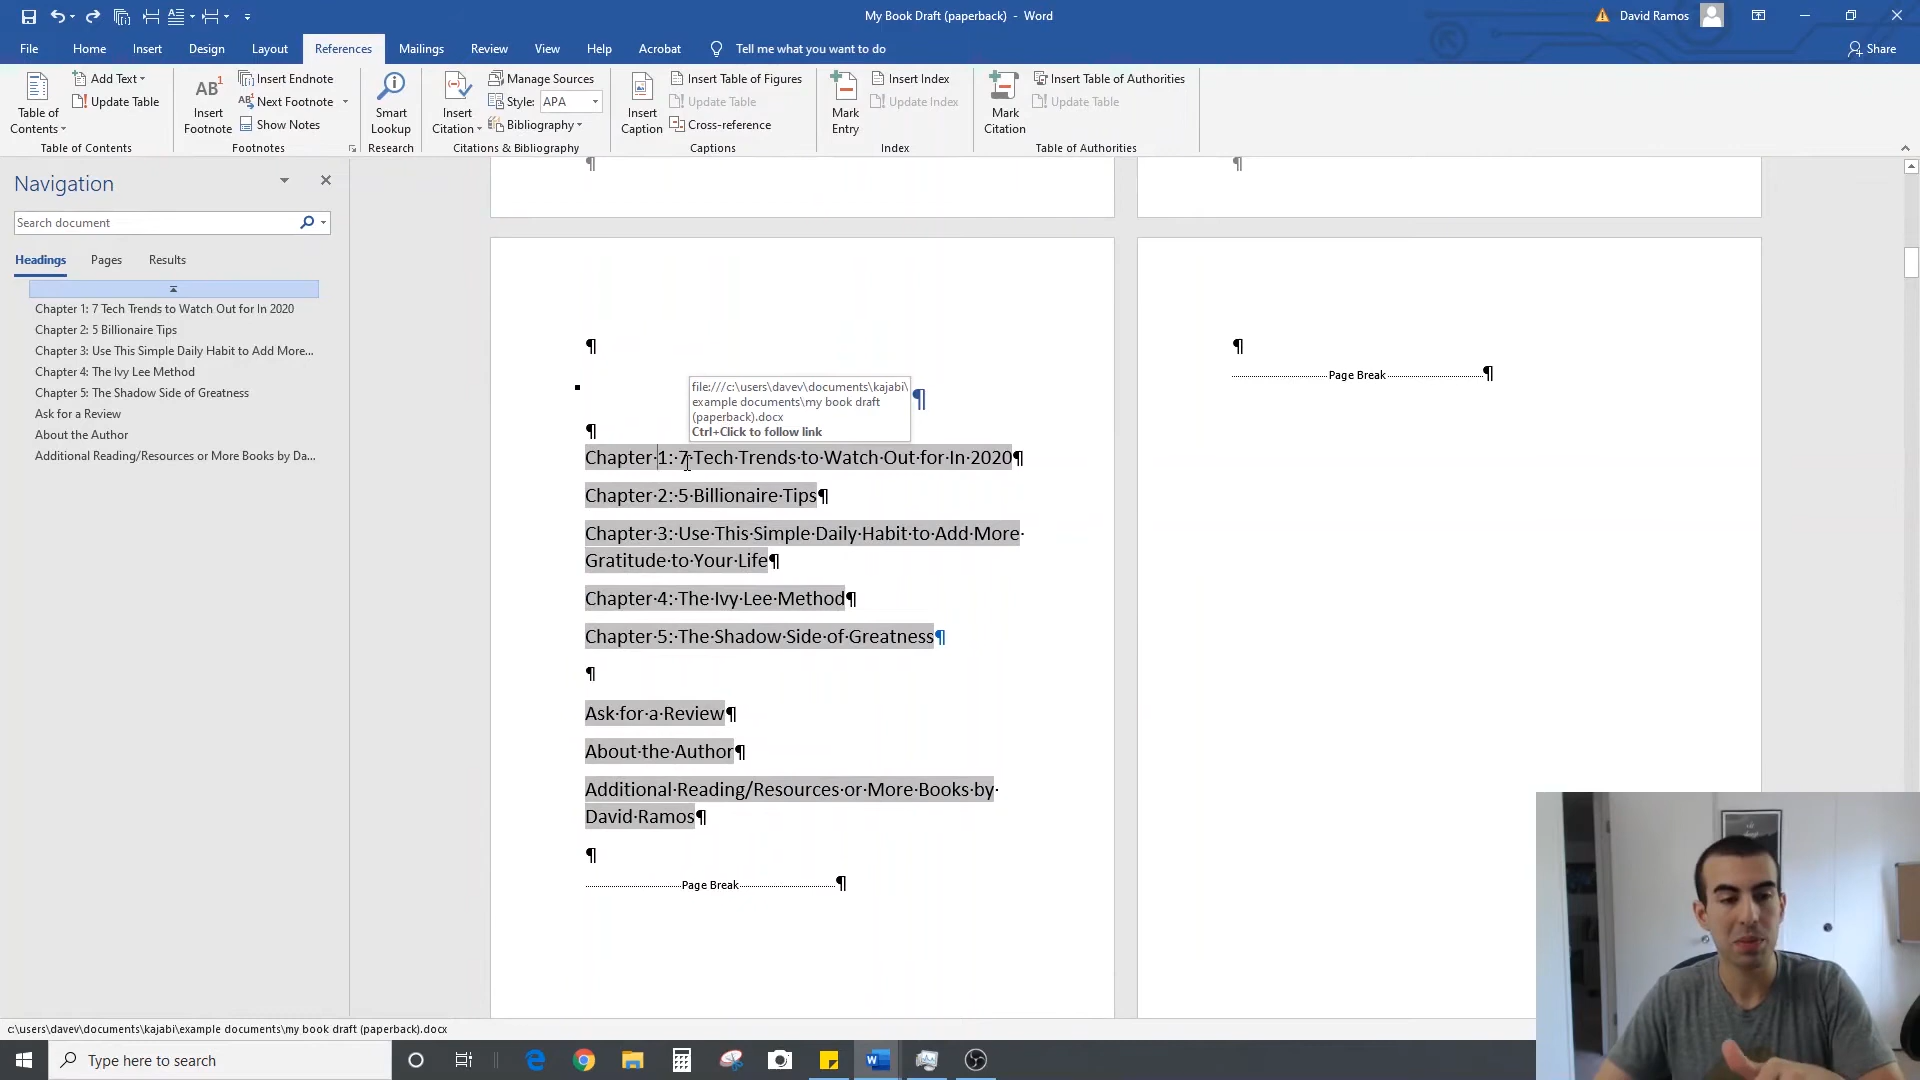 My Book Draft (paperback) - Word
David Ramos
File Home Insert Design Layout References Mailings Review View Help Acrobat Tell me what you want to do Share
Table of Contents
Add Text
Update Table
Table of Contents
AB1
Insert Footnote
Insert Endnote
Next Footnote
Show Notes
Footnotes
Smart Lookup
Research
Insert Citation
Manage Sources
Style: APA
Bibliography
Citations & Bibliography
Insert Caption
Insert Table of Figures
Update Table
Cross-reference
Captions
Mark Entry
Insert Index
Update Index
Index
Mark Citation
Insert Table of Authorities
Update Table
Table of Authorities
Navigation
Search document
Headings Pages Results
Chapter 1: 7 Tech Trends to Watch Out for In 2020
Chapter 2: 5 Billionaire Tips
Chapter 3: Use This Simple Daily Habit to Add More...
Chapter 4: The Ivy Lee Method
Chapter 5: The Shadow Side of Greatness
Ask for a Review
About the Author
Additional Reading/Resources or More Books by Da...
¶
¶
¶
file:///c:\users\davev\documents\kajabi\
example documents\my book draft
(paperback).docx
Ctrl+Click to follow link
¶
¶
Chapter·1:·7·Tech·Trends·to·Watch·Out·for·In·2020¶
Chapter·2:·5·Billionaire·Tips¶
Chapter·3:·Use·This·Simple·Daily·Habit·to·Add·More·
Gratitude·to·Your·Life¶
Chapter·4:·The·Ivy·Lee·Method¶
Chapter·5:·The·Shadow·Side·of·Greatness¶
¶
Ask·for·a·Review¶
About·the·Author¶
Additional·Reading/Resources·or·More·Books·by·
David·Ramos¶
¶
Page Break¶
¶
Page Break¶
c:\users\davev\documents\kajabi\example documents\my book draft (paperback).docx
Type here to search